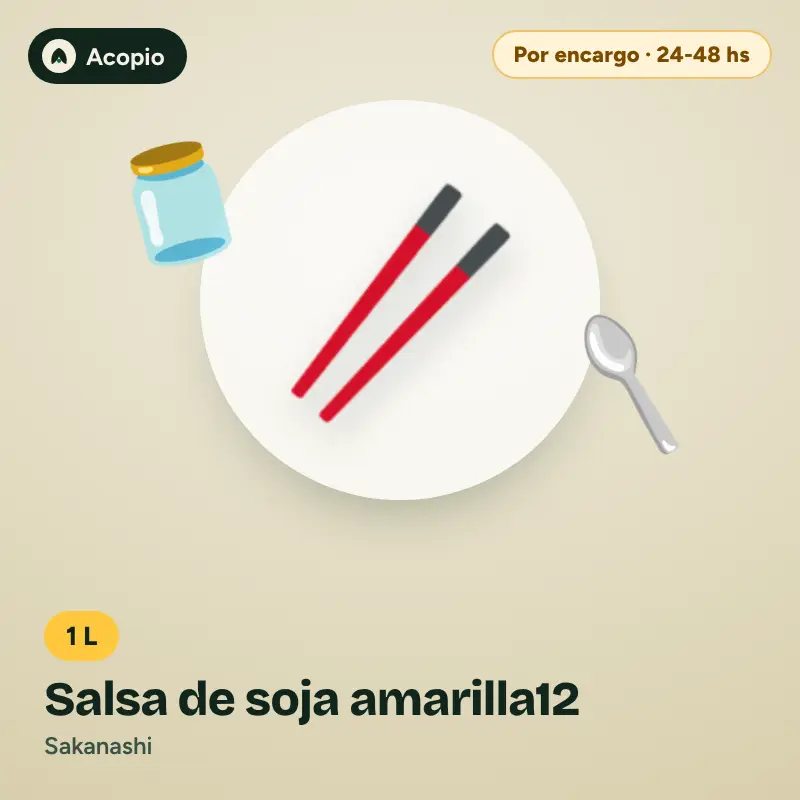 Acopio
Por encargo · 24-48 hs
1 L
Salsa de soja amarilla12
Sakanashi